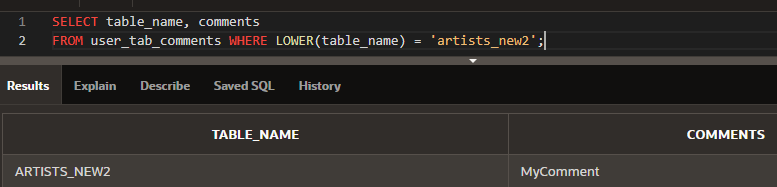 1 SELECT table_name, comments
2 FROM user_tab_comments WHERE LOWER(table_name) = 'artists_new2';
Results Explain Describe Saved SQL History
TABLE_NAME COMMENTS
ARTISTS_NEW2 MyComment